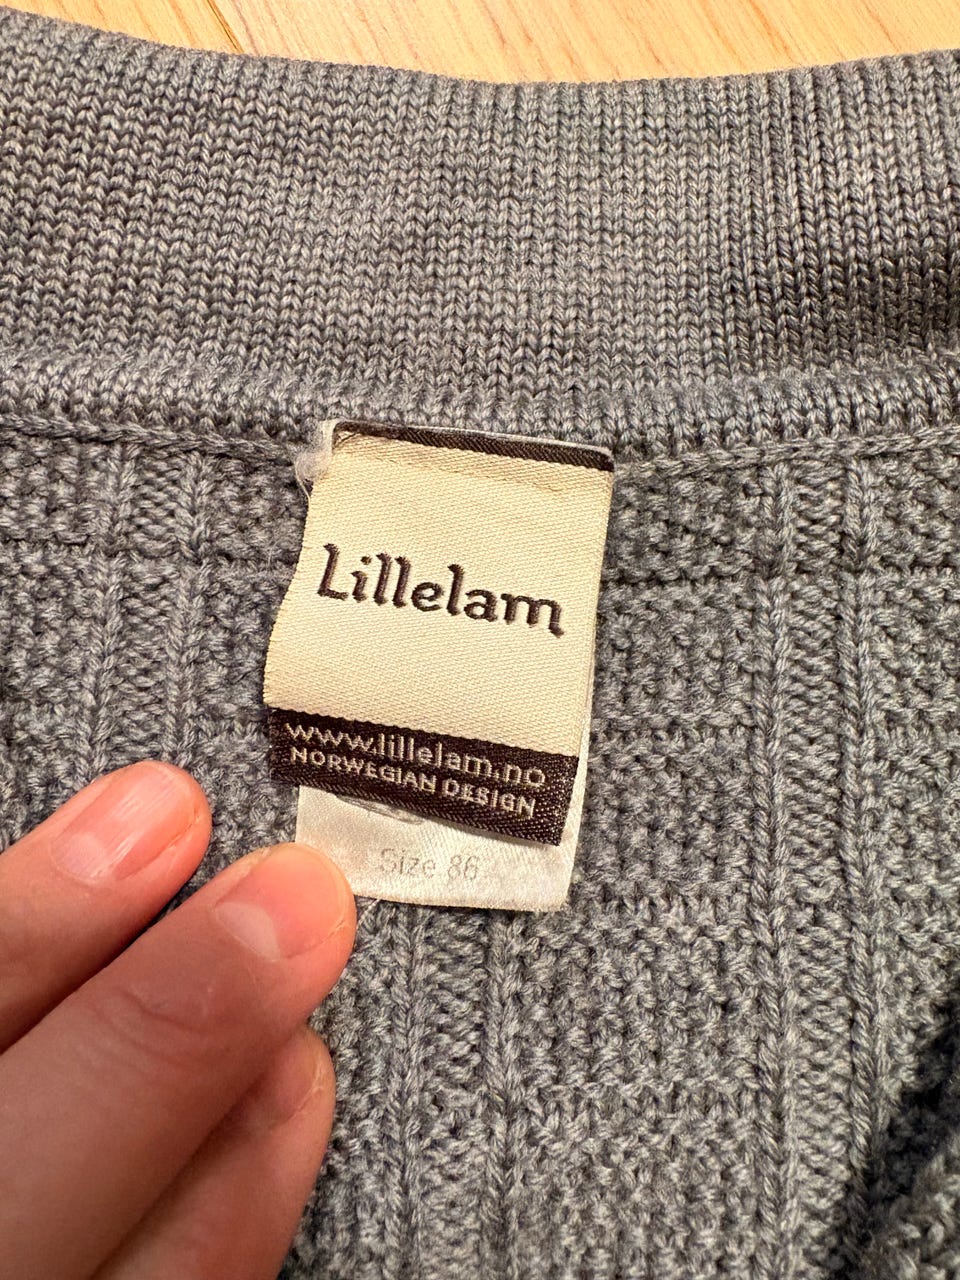 Lillelam
www.lillelam.no
NORWEGIAN DESIGN
Size 86